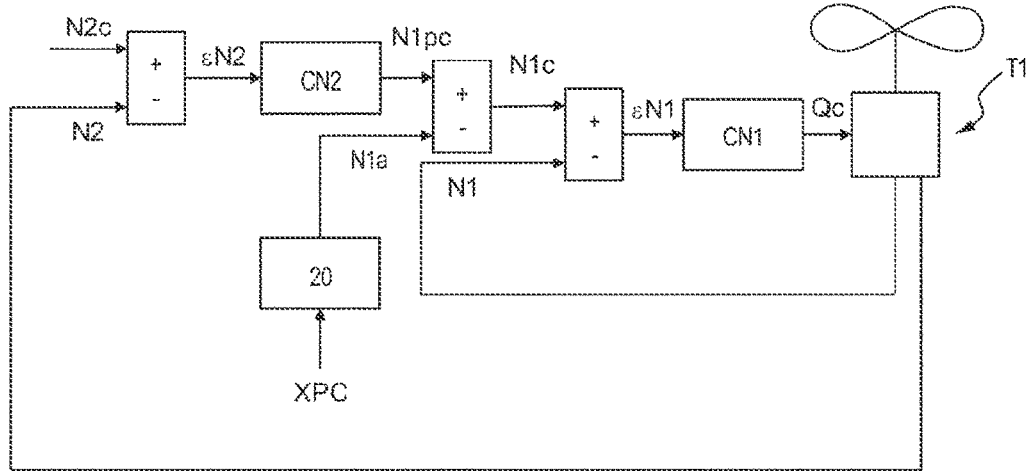 N2c
+
-
N2
εN2
CN2
N1pc
+
-
N1a
N1c
+
-
N1
εN1
CN1
Qc
T1
20
XPC